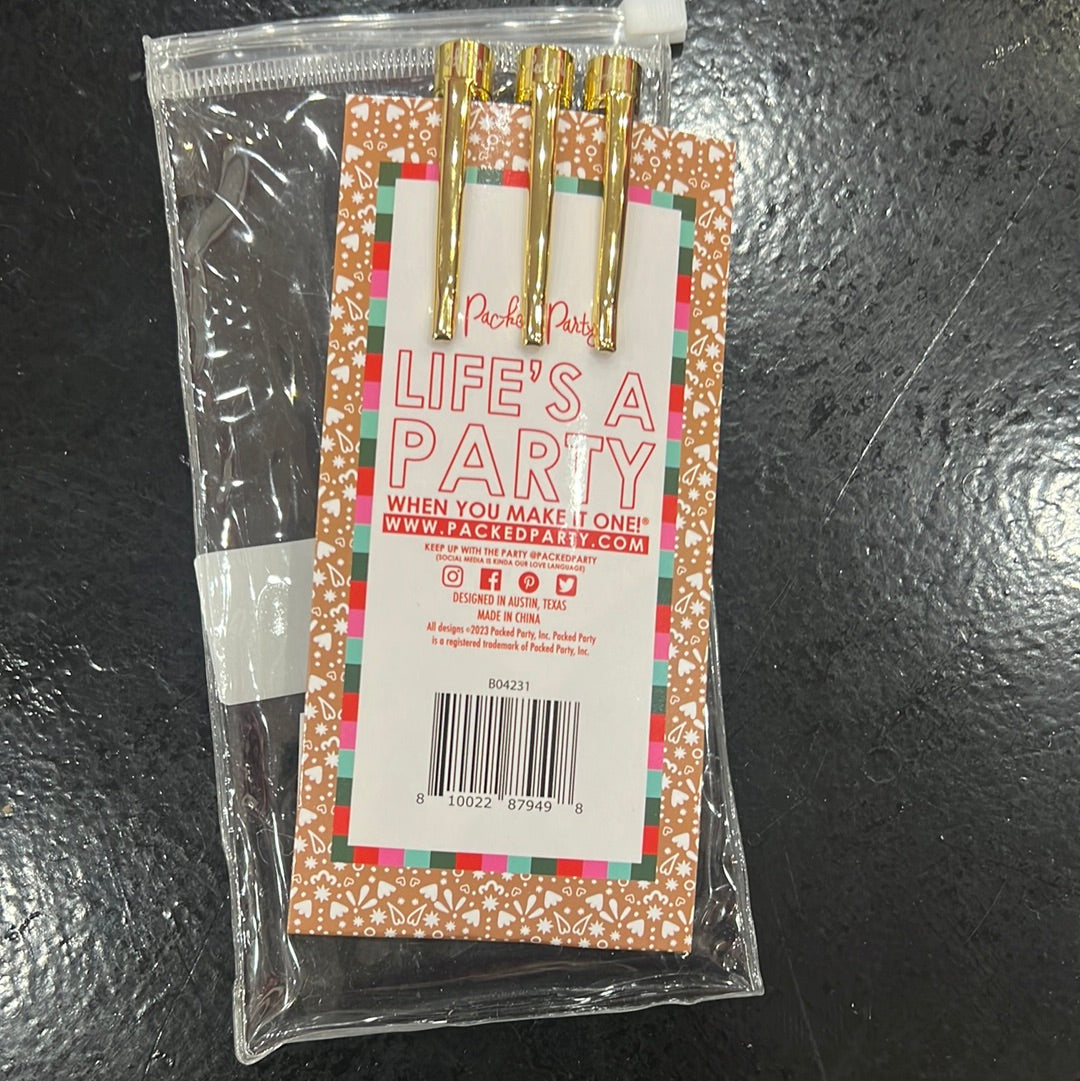 Packed Party
LIFE'S A
PARTY
WHEN YOU MAKE IT ONE!®
WWW.PACKEDPARTY.COM
KEEP UP WITH THE PARTY @PACKEDPARTY
(SOCIAL MEDIA IS KINDA OUR LOVE LANGUAGE)
DESIGNED IN AUSTIN, TEXAS
MADE IN CHINA
All designs ©2023 Packed Party, Inc. Packed Party
is a registered trademark of Packed Party, Inc.
B04231
8 10022 87949 8